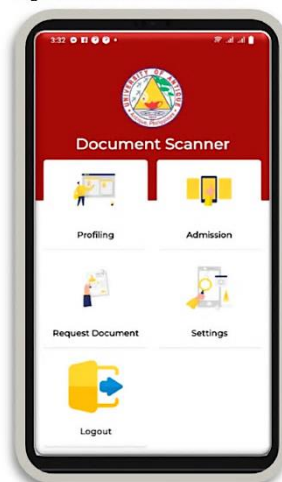 3:32
UNIVERSITY OF ANTIQUE
Document Scanner
Profiling
Admission
Request Document
Settings
Logout